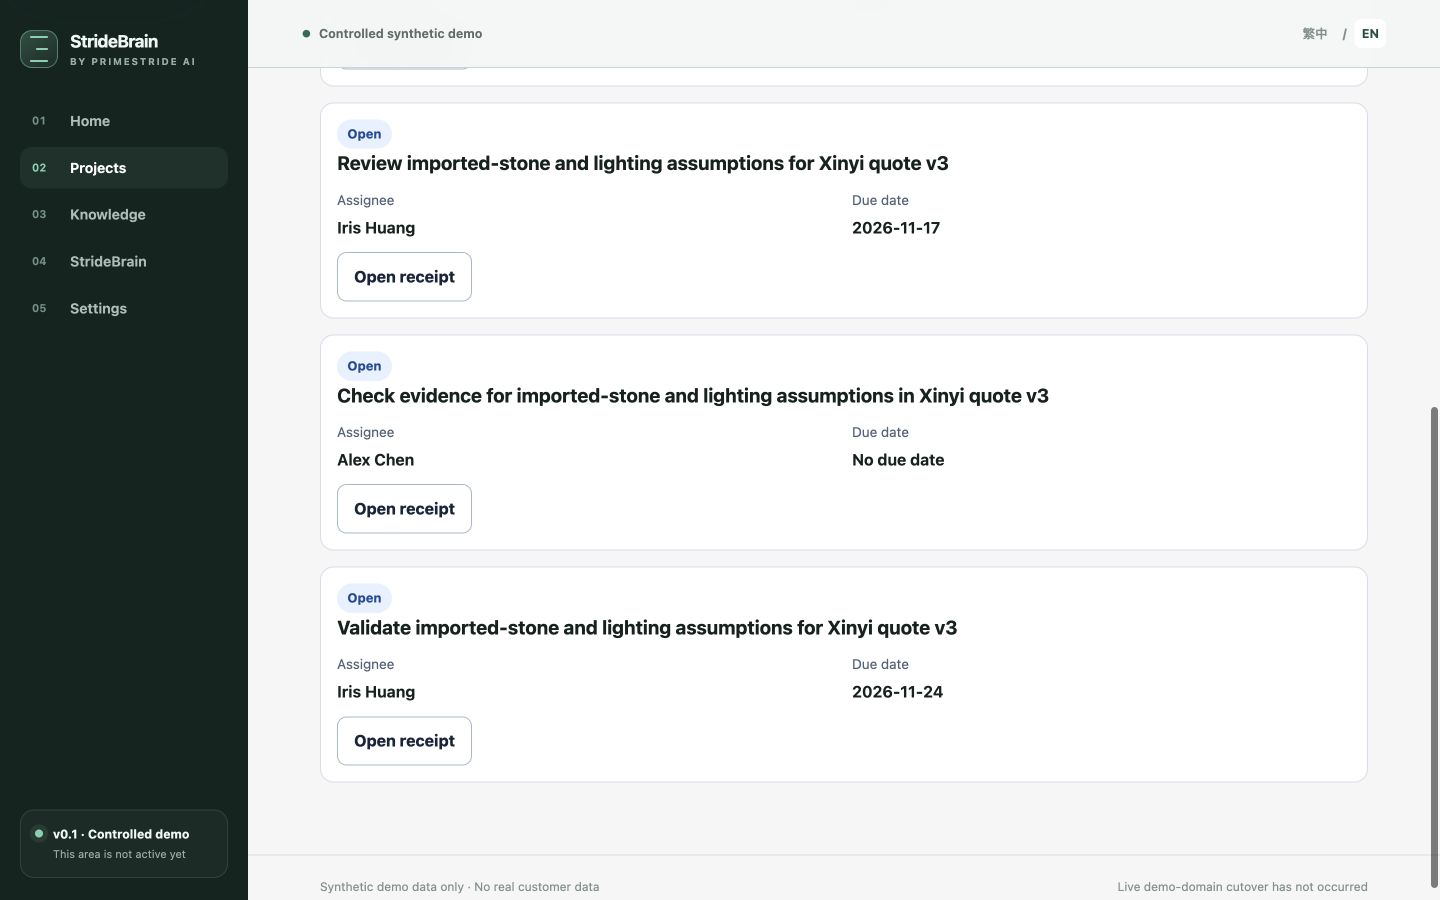 StrideBrain
BY PRIMESTRIDE AI
01 Home
02 Projects
03 Knowledge
04 StrideBrain
05 Settings
v0.1 · Controlled demo
This area is not active yet
Controlled synthetic demo
繁中 / EN
Open
Review imported-stone and lighting assumptions for Xinyi quote v3
Assignee Due date
Iris Huang 2026-11-17
Open receipt
Open
Check evidence for imported-stone and lighting assumptions in Xinyi quote v3
Assignee Due date
Alex Chen No due date
Open receipt
Open
Validate imported-stone and lighting assumptions for Xinyi quote v3
Assignee Due date
Iris Huang 2026-11-24
Open receipt
Synthetic demo data only · No real customer data
Live demo-domain cutover has not occurred